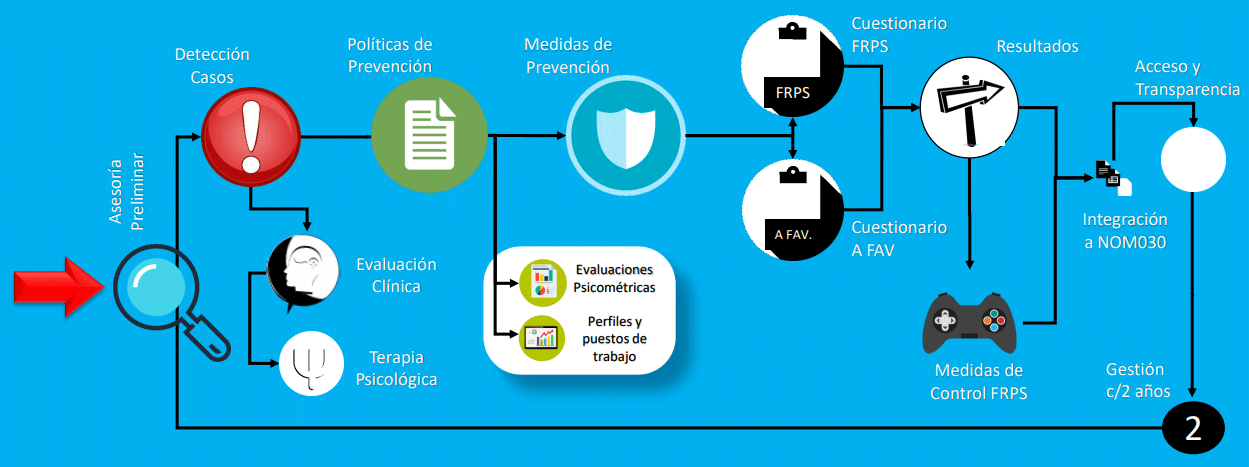 Asesoría
Preliminar
Detección
Casos
Evaluación
Clínica
Terapia
Psicológica
Políticas de
Prevención
Evaluaciones
Psicométricas
Perfiles y
puestos de
trabajo
Medidas de
Prevención
FRPS
Cuestionario
FRPS
A FAV.
Cuestionario
A FAV
Resultados
Medidas de
Control FRPS
Integración
a NOM030
Acceso y
Transparencia
Gestión
c/2 años
2